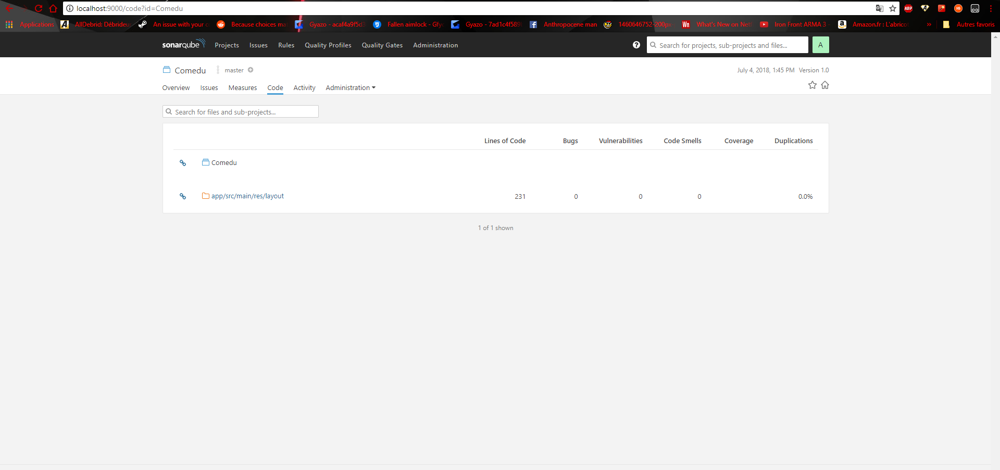 localhost:9000/code?id=Comedu
ABP
IG
Applications
AllDebrid: Débrideu
An issue with your c
Because choices ma
Gyazo - acaf4a9f5d
Fallen aimlock - Gfy
Gyazo - 7ad1c4f589
Anthropocene man
1460646752-200px
Wn
What's New on Netf
Iron Front ARMA 3 -
Amazon.fr : L'abrico
»
Autres favoris
sonarqube
Projects
Issues
Rules
Quality Profiles
Quality Gates
Administration
Search for projects, sub-projects and files...
A
Comedu
master
July 4, 2018, 1:45 PM Version 1.0
Overview
Issues
Measures
Code
Activity
Administration
Search for files and sub-projects...
Lines of Code Bugs Vulnerabilities Code Smells Coverage Duplications
Comedu
app/src/main/res/layout 231 0 0 0 0.0%
1 of 1 shown